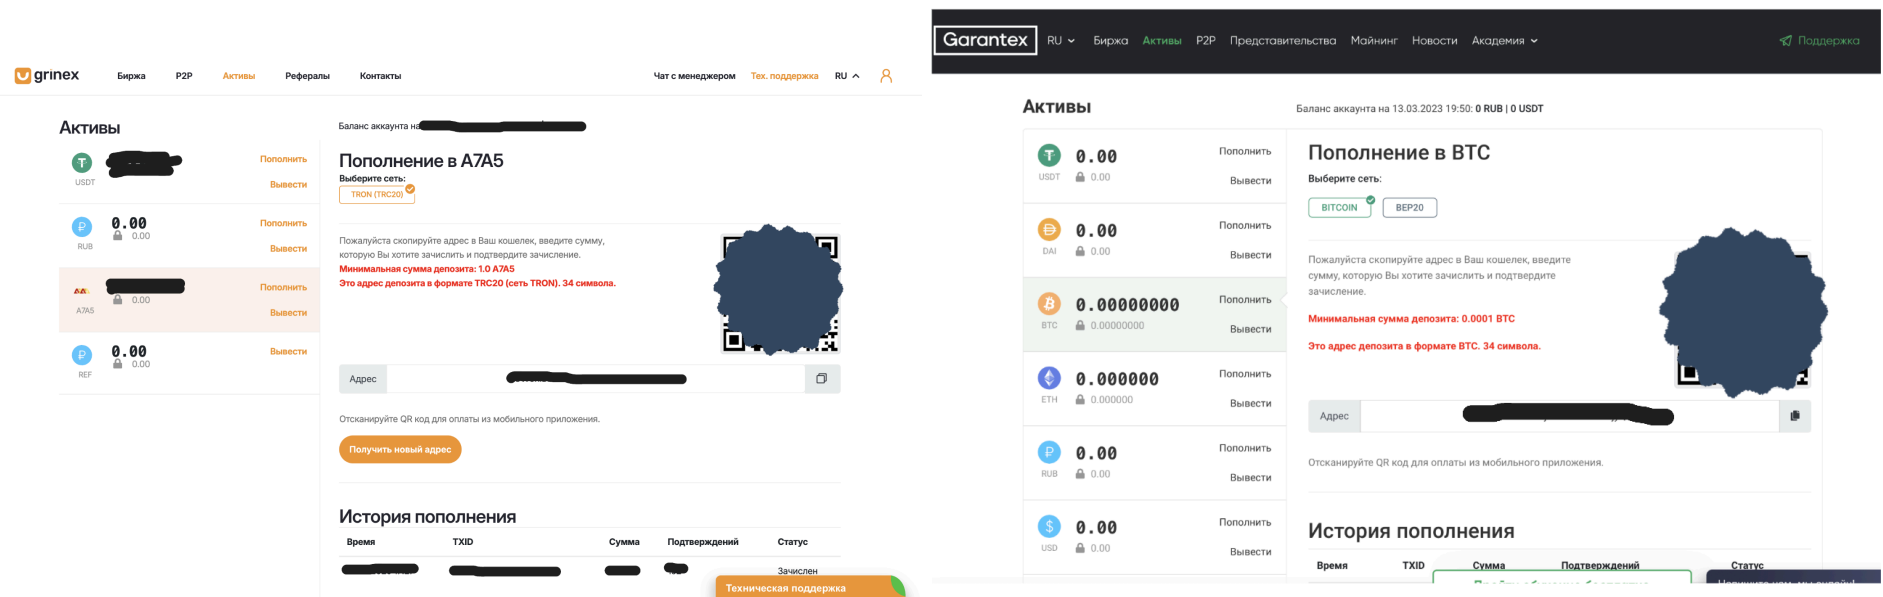 grinex
Биржа
P2P
Активы
Рефералы
Контакты
Чат с менеджером
Тех. поддержка
RU
Активы
USDT
Пополнить
Вывести
0.00
0.00
RUB
Пополнить
Вывести
0.00
A7A5
Пополнить
Вывести
0.00
0.00
REF
Вывести
Баланс аккаунта на
Пополнение в A7A5
Выберите сеть:
TRON (TRC20)
Пожалуйста скопируйте адрес в Ваш кошелек, введите сумму,
которую Вы хотите зачислить и подтвердите зачисление.
Минимальная сумма депозита: 1.0 A7A5
Это адрес депозита в формате TRC20 (сеть TRON). 34 символа.
Адрес
Отсканируйте QR код для оплаты из мобильного приложения.
Получить новый адрес
История пополнения
Время TXID Сумма Подтверждений Статус
Зачислен
Техническая поддержка
Garantex
RU
Биржа
Активы
P2P
Представительства
Майнинг
Новости
Академия
Поддержка
Активы
Баланс аккаунта на 13.03.2023 19:50: 0 RUB | 0 USDT
0.00
0.00
USDT
Пополнить
Вывести
0.00
0.00
DAI
Пополнить
Вывести
0.00000000
0.00000000
BTC
Пополнить
Вывести
0.000000
0.000000
ETH
Пополнить
Вывести
0.00
0.00
RUB
Пополнить
Вывести
0.00
0.00
USD
Пополнить
Вывести
Пополнение в BTC
Выберите сеть:
BITCOIN
BEP20
Пожалуйста скопируйте адрес в Ваш кошелек, введите
сумму, которую Вы хотите зачислить и подтвердите
зачисление.
Минимальная сумма депозита: 0.0001 BTC
Это адрес депозита в формате BTC. 34 символа.
Адрес
Отсканируйте QR код для оплаты из мобильного приложения.
История пополнения
Время TXID Сумма Подтверждений Статус